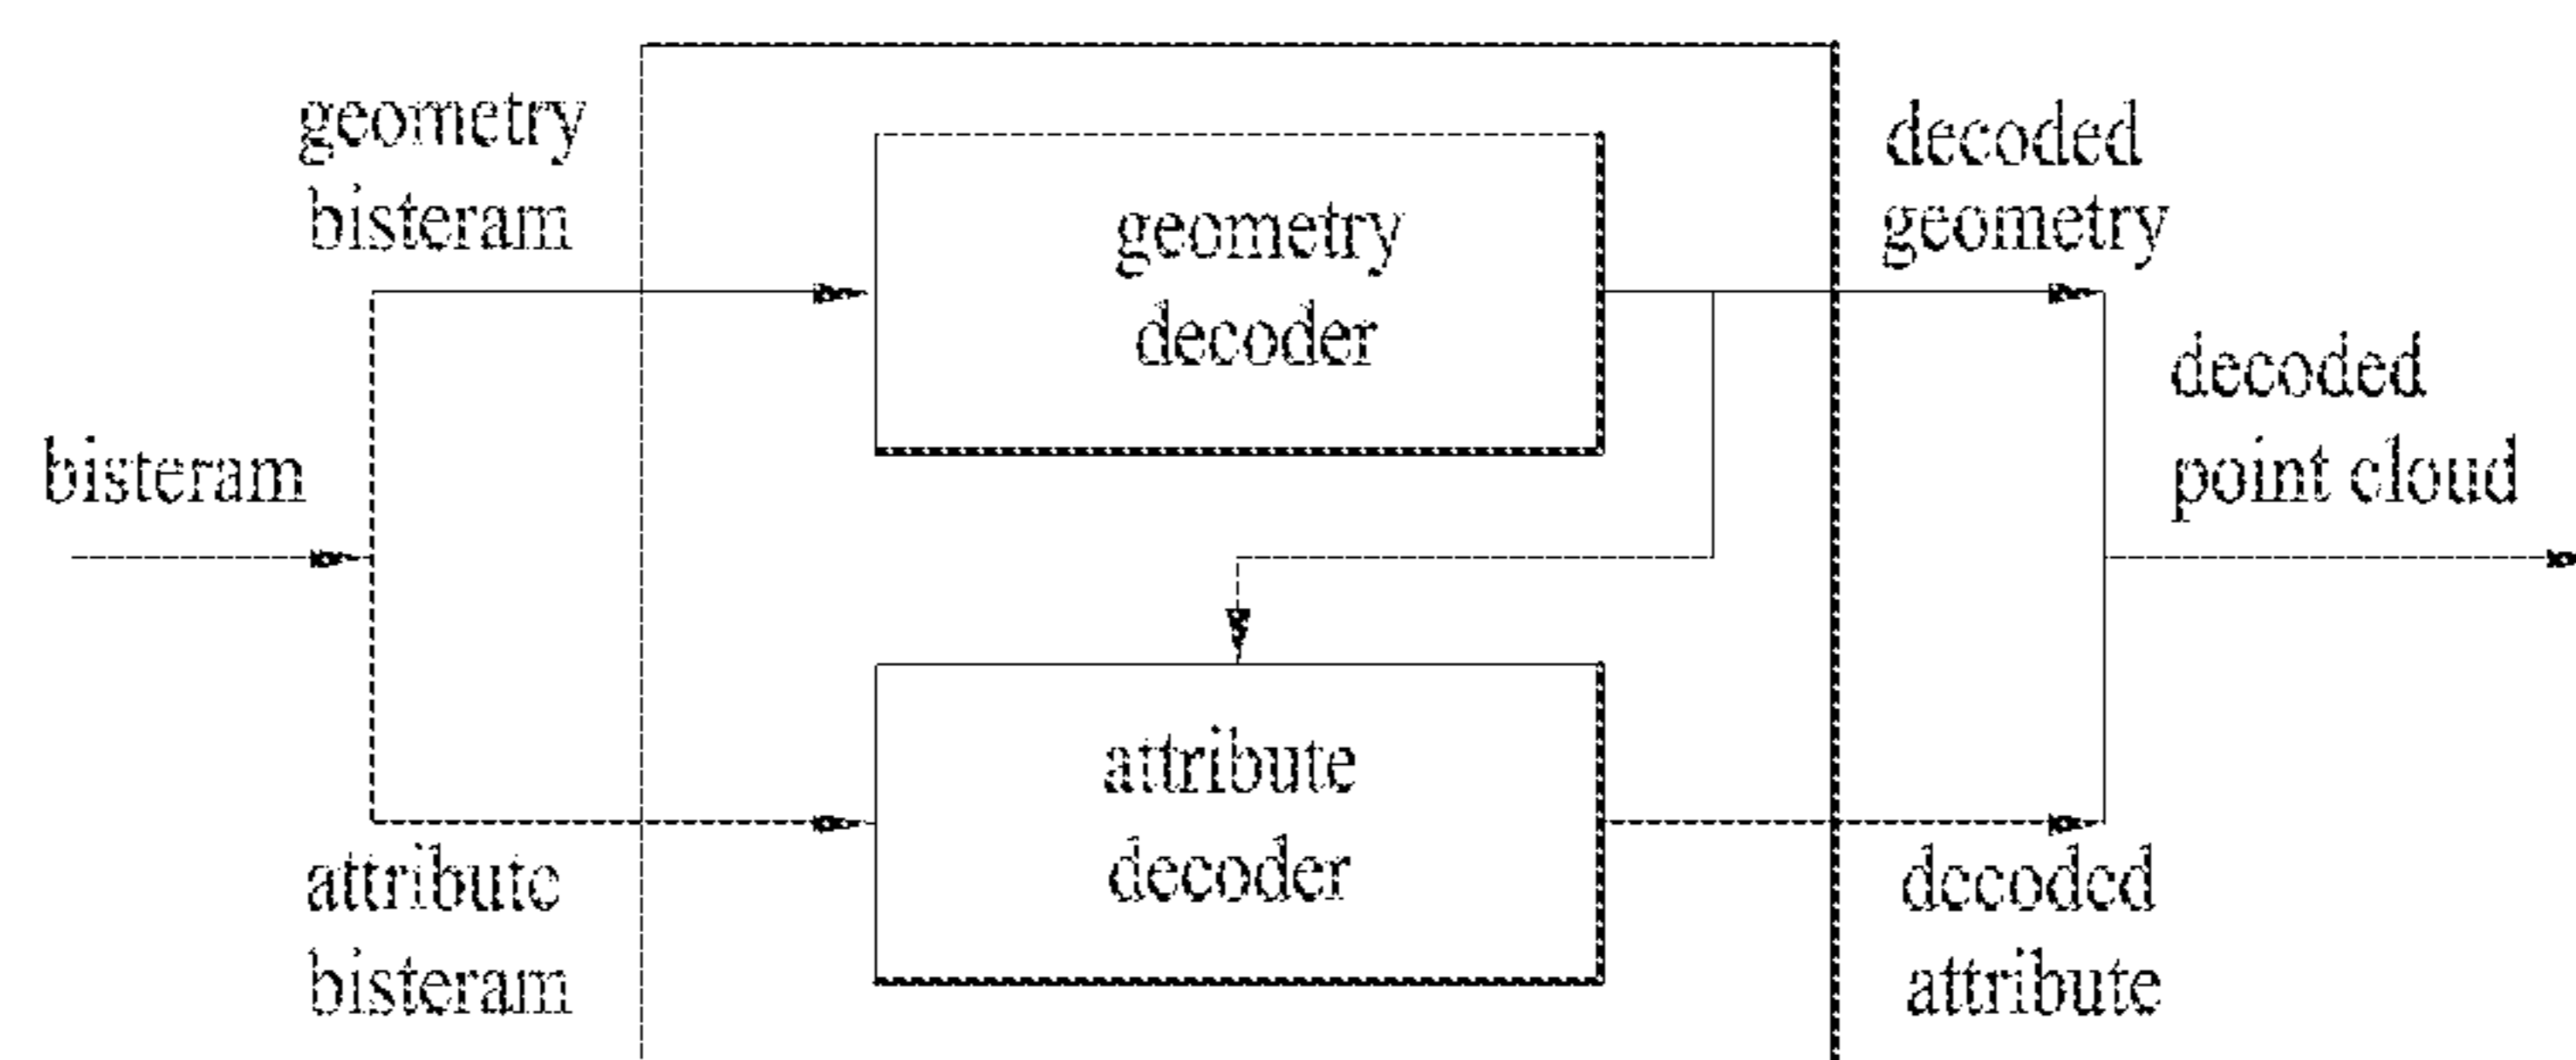 geometry
bisteram
bisteram
attribute
bisteram
geometry
decoder
attribute
decoder
decoded
geometry
decoded
point cloud
decoded
attribute